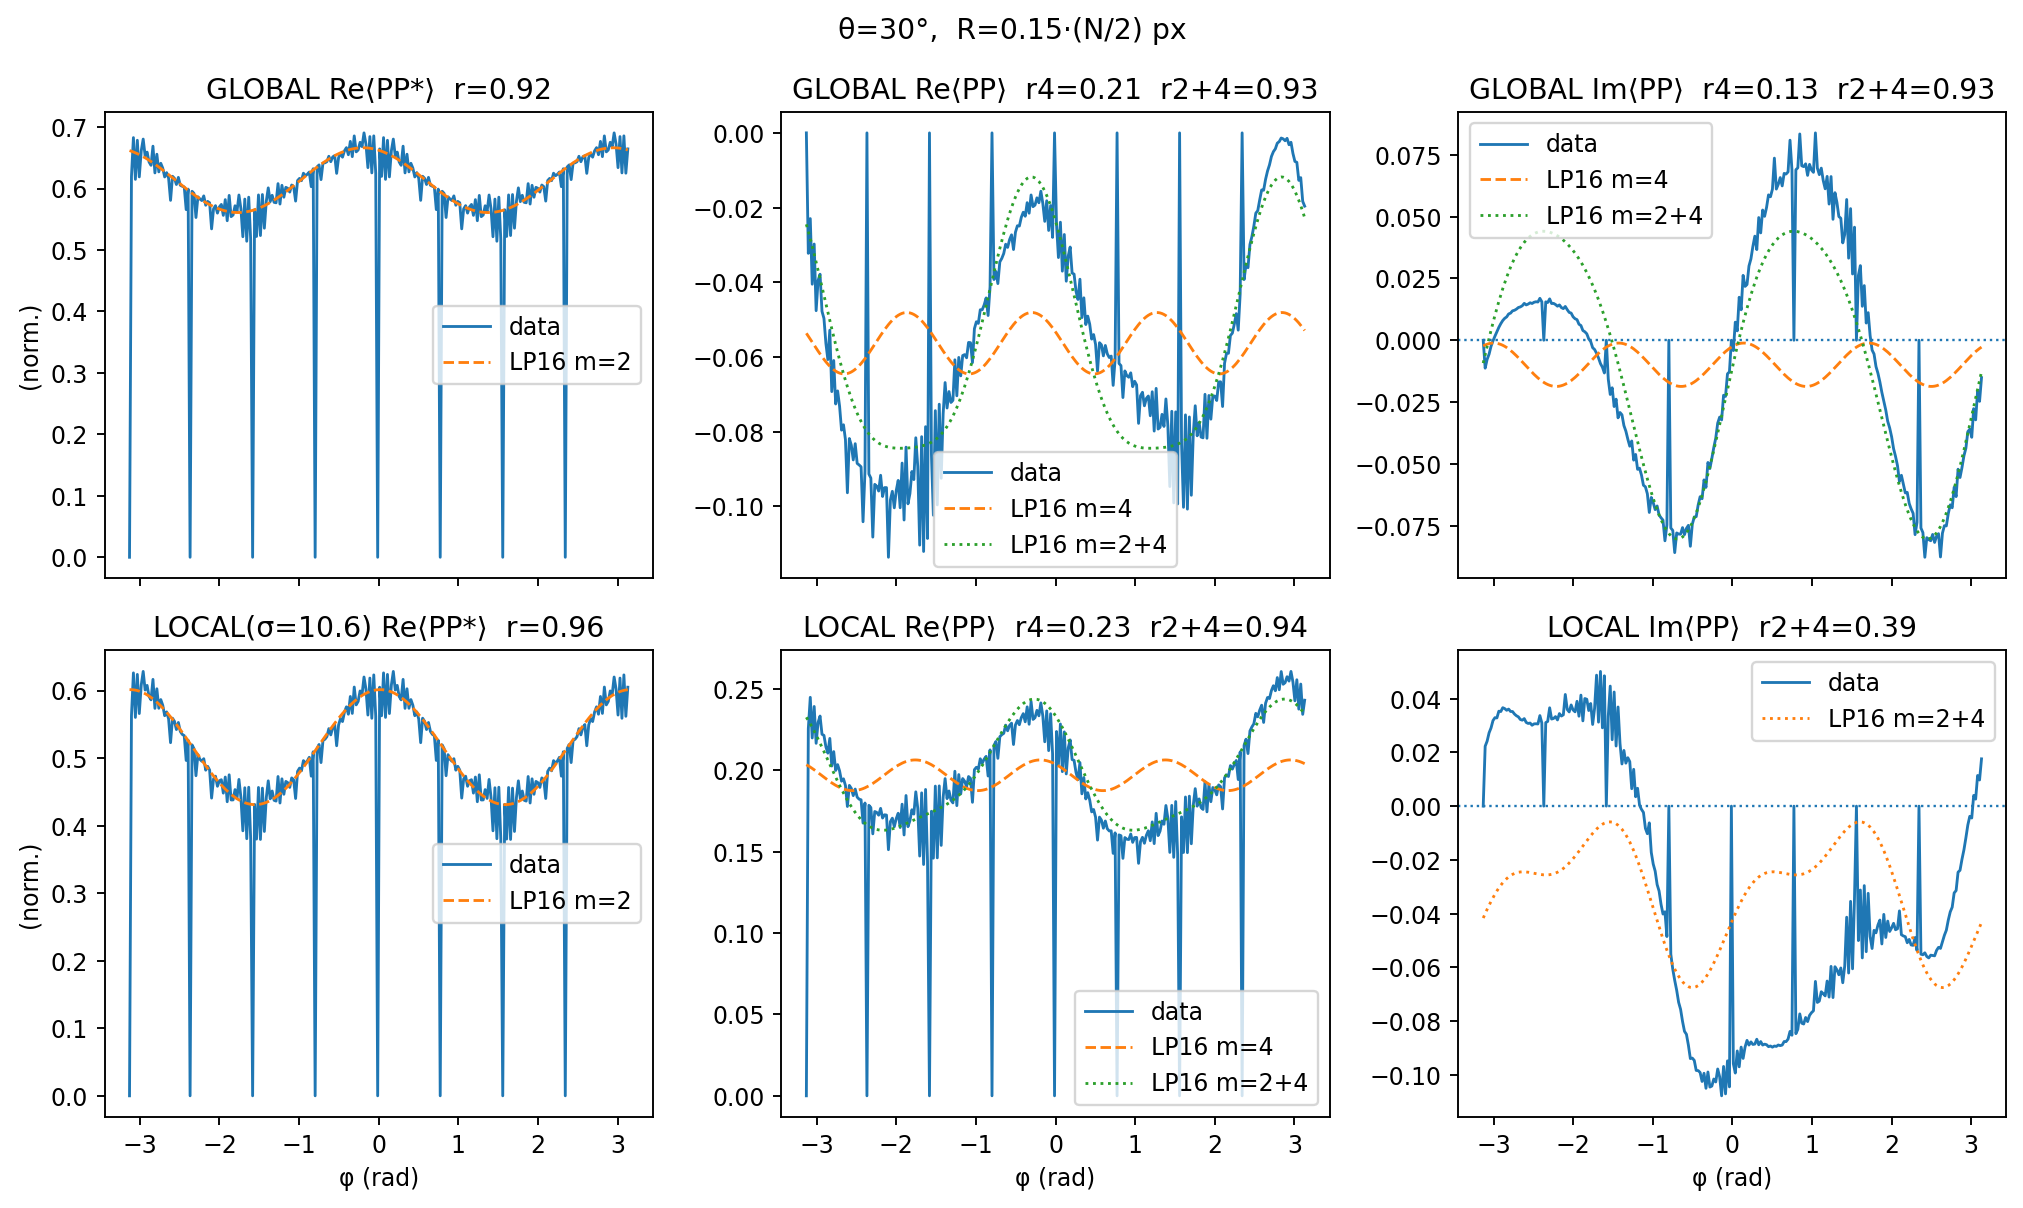 θ=30°,  R=0.15·(N/2) px
GLOBAL Re⟨PP*⟩  r=0.92
0.7
0.6
0.5
0.4
0.3
0.2
0.1
0.0
(norm.)
data
LP16 m=2
GLOBAL Re⟨PP⟩  r4=0.21  r2+4=0.93
0.00
−0.02
−0.04
−0.06
−0.08
−0.10
data
LP16 m=4
LP16 m=2+4
GLOBAL Im⟨PP⟩  r4=0.13  r2+4=0.93
0.075
0.050
0.025
0.000
−0.025
−0.050
−0.075
data
LP16 m=4
LP16 m=2+4
LOCAL(σ=10.6) Re⟨PP*⟩  r=0.96
0.6
0.5
0.4
0.3
0.2
0.1
0.0
(norm.)
data
LP16 m=2
−3 −2 −1 0 1 2 3
φ (rad)
LOCAL Re⟨PP⟩  r4=0.23  r2+4=0.94
0.25
0.20
0.15
0.10
0.05
0.00
data
LP16 m=4
LP16 m=2+4
−3 −2 −1 0 1 2 3
φ (rad)
LOCAL Im⟨PP⟩  r2+4=0.39
0.04
0.02
0.00
−0.02
−0.04
−0.06
−0.08
−0.10
data
LP16 m=2+4
−3 −2 −1 0 1 2 3
φ (rad)